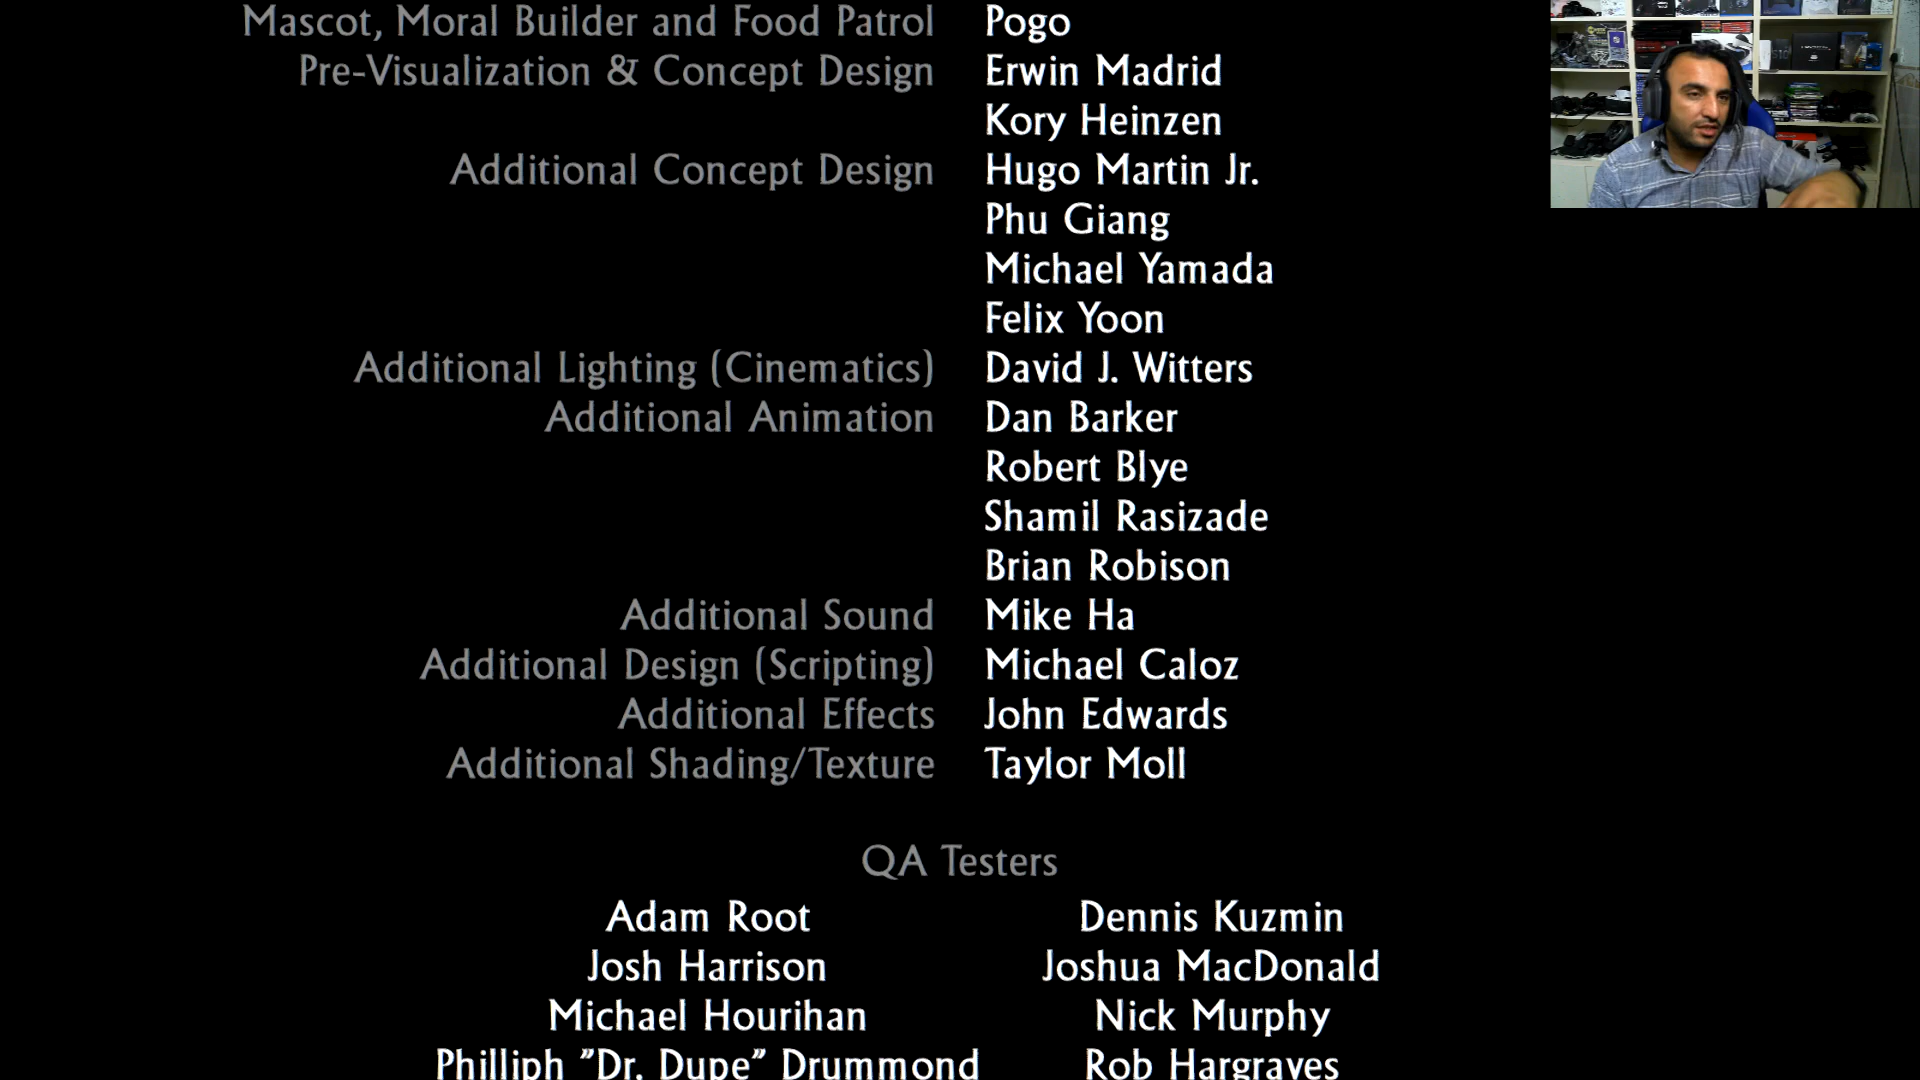 Mascot, Moral Builder and Food Patrol Pogo
Pre-Visualization & Concept Design Erwin Madrid
Kory Heinzen
Additional Concept Design Hugo Martin Jr.
Phu Giang
Michael Yamada
Felix Yoon
Additional Lighting (Cinematics) David J. Witters
Additional Animation Dan Barker
Robert Blye
Shamil Rasizade
Brian Robison
Additional Sound Mike Ha
Additional Design (Scripting) Michael Caloz
Additional Effects John Edwards
Additional Shading/Texture Taylor Moll
QA Testers
Adam Root Dennis Kuzmin
Josh Harrison Joshua MacDonald
Michael Hourihan Nick Murphy
Philliph "Dr. Dupe" Drummond Rob Hargraves